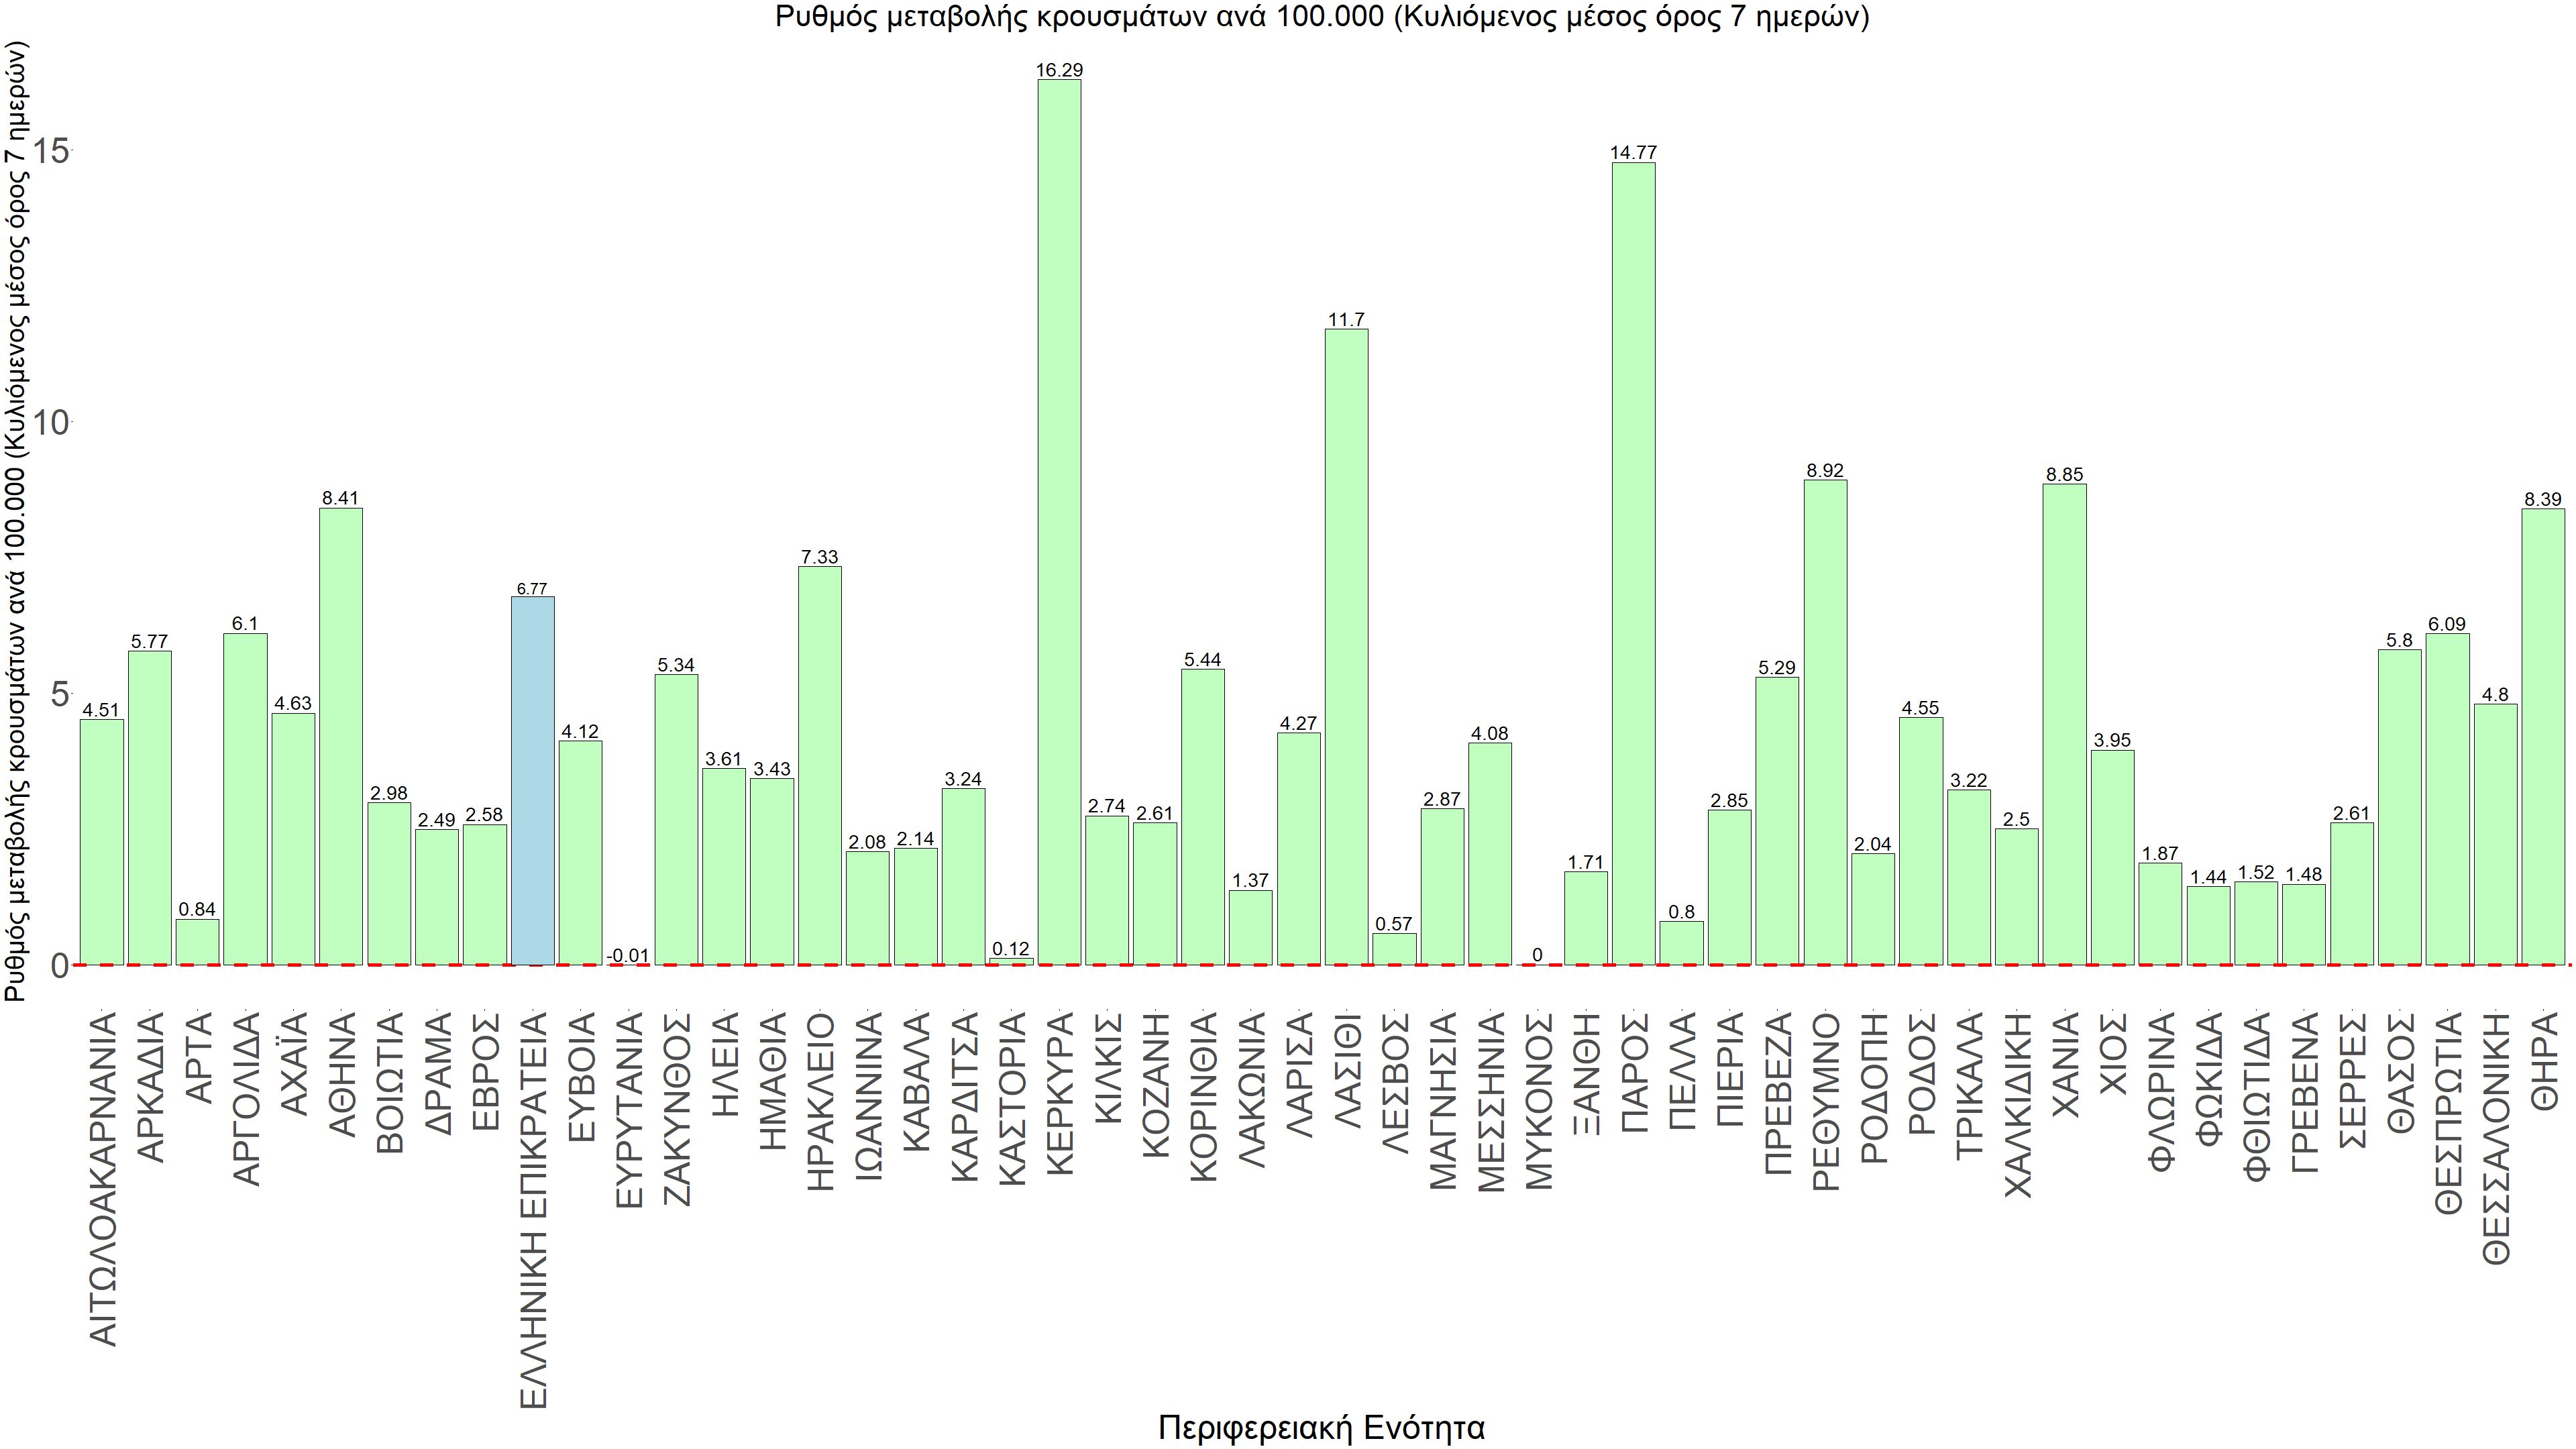 Ρυθμός μεταβολής κρουσμάτων ανά 100.000 (Κυλιόμενος μέσος όρος 7 ημερών)
Ρυθμός μεταβολής κρουσμάτων ανά 100.000 (Κυλιόμενος μέσος όρος 7 ημερών)
15
10
5
0
4.51
5.77
0.84
6.1
4.63
8.41
2.98
2.49
2.58
6.77
4.12
-0.01
5.34
3.61
3.43
7.33
2.08
2.14
3.24
0.12
16.29
2.74
2.61
5.44
1.37
4.27
11.7
0.57
2.87
4.08
0
1.71
14.77
0.8
2.85
5.29
8.92
2.04
4.55
3.22
2.5
8.85
3.95
1.87
1.44
1.52
1.48
2.61
5.8
6.09
4.8
8.39
ΑΙΤΩΛΟΑΚΑΡΝΑΝΙΑ
ΑΡΚΑΔΙΑ
ΑΡΤΑ
ΑΡΓΟΛΙΔΑ
ΑΧΑΪΑ
ΑΘΗΝΑ
ΒΟΙΩΤΙΑ
ΔΡΑΜΑ
ΕΒΡΟΣ
ΕΛΛΗΝΙΚΗ ΕΠΙΚΡΑΤΕΙΑ
ΕΥΒΟΙΑ
ΕΥΡΥΤΑΝΙΑ
ΖΑΚΥΝΘΟΣ
ΗΛΕΙΑ
ΗΜΑΘΙΑ
ΗΡΑΚΛΕΙΟ
ΙΩΑΝΝΙΝΑ
ΚΑΒΑΛΑ
ΚΑΡΔΙΤΣΑ
ΚΑΣΤΟΡΙΑ
ΚΕΡΚΥΡΑ
ΚΙΛΚΙΣ
ΚΟΖΑΝΗ
ΚΟΡΙΝΘΙΑ
ΛΑΚΩΝΙΑ
ΛΑΡΙΣΑ
ΛΑΣΙΘΙ
ΛΕΣΒΟΣ
ΜΑΓΝΗΣΙΑ
ΜΕΣΣΗΝΙΑ
ΜΥΚΟΝΟΣ
ΞΑΝΘΗ
ΠΑΡΟΣ
ΠΕΛΛΑ
ΠΙΕΡΙΑ
ΠΡΕΒΕΖΑ
ΡΕΘΥΜΝΟ
ΡΟΔΟΠΗ
ΡΟΔΟΣ
ΤΡΙΚΑΛΑ
ΧΑΛΚΙΔΙΚΗ
ΧΑΝΙΑ
ΧΙΟΣ
ΦΛΩΡΙΝΑ
ΦΩΚΙΔΑ
ΦΘΙΩΤΙΔΑ
ΓΡΕΒΕΝΑ
ΣΕΡΡΕΣ
ΘΑΣΟΣ
ΘΕΣΠΡΩΤΙΑ
ΘΕΣΣΑΛΟΝΙΚΗ
ΘΗΡΑ
Περιφερειακή Ενότητα